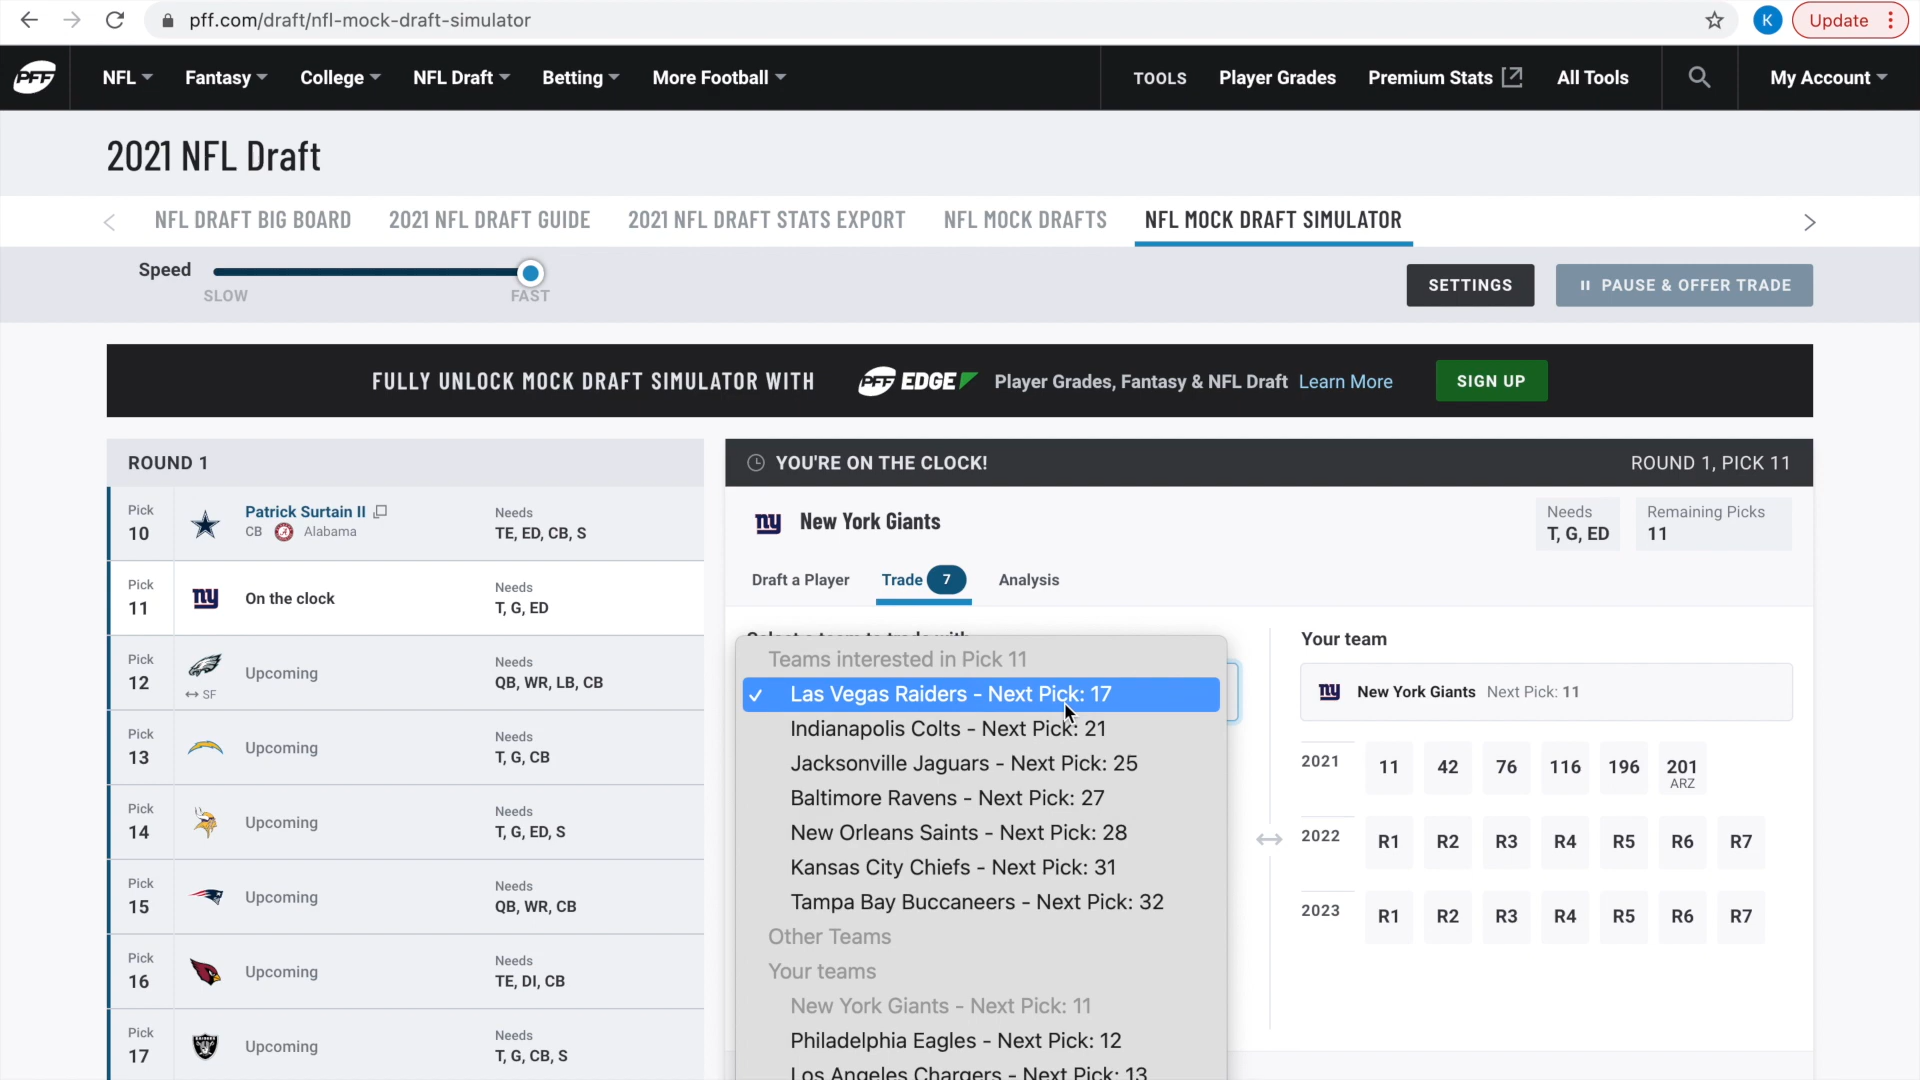 pff.com/draft/nfl-mock-draft-simulator
K
Update
PFF
NFL
Fantasy
College
NFL Draft
Betting
More Football
TOOLS
Player Grades
Premium Stats
All Tools
My Account
2021 NFL Draft
NFL DRAFT BIG BOARD
2021 NFL DRAFT GUIDE
2021 NFL DRAFT STATS EXPORT
NFL MOCK DRAFTS
NFL MOCK DRAFT SIMULATOR
Speed
SLOW
FAST
SETTINGS
PAUSE & OFFER TRADE
FULLY UNLOCK MOCK DRAFT SIMULATOR WITH
PFF EDGE
Player Grades, Fantasy & NFL Draft Learn More
SIGN UP
ROUND 1
Pick
10
Patrick Surtain II
CB Alabama
Needs
TE, ED, CB, S
Pick
11
ny
On the clock
Needs
T, G, ED
Pick
12
SF
Upcoming
Needs
QB, WR, LB, CB
Pick
13
Upcoming
Needs
T, G, CB
Pick
14
Upcoming
Needs
T, G, ED, S
Pick
15
Upcoming
Needs
QB, WR, CB
Pick
16
Upcoming
Needs
TE, DI, CB
Pick
17
Upcoming
Needs
T, G, CB, S
YOU'RE ON THE CLOCK!
ROUND 1, PICK 11
ny
New York Giants
Needs
T, G, ED
Remaining Picks
11
Draft a Player
Trade 7
Analysis
Select a team to trade with
Teams interested in Pick 11
Las Vegas Raiders - Next Pick: 17
Indianapolis Colts - Next Pick: 21
Jacksonville Jaguars - Next Pick: 25
Baltimore Ravens - Next Pick: 27
New Orleans Saints - Next Pick: 28
Kansas City Chiefs - Next Pick: 31
Tampa Bay Buccaneers - Next Pick: 32
Other Teams
Your teams
New York Giants - Next Pick: 11
Philadelphia Eagles - Next Pick: 12
Los Angeles Chargers - Next Pick: 13
Your team
ny
New York Giants Next Pick: 11
2021 11 42 76 116 196 201
ARZ
2022 R1 R2 R3 R4 R5 R6 R7
2023 R1 R2 R3 R4 R5 R6 R7